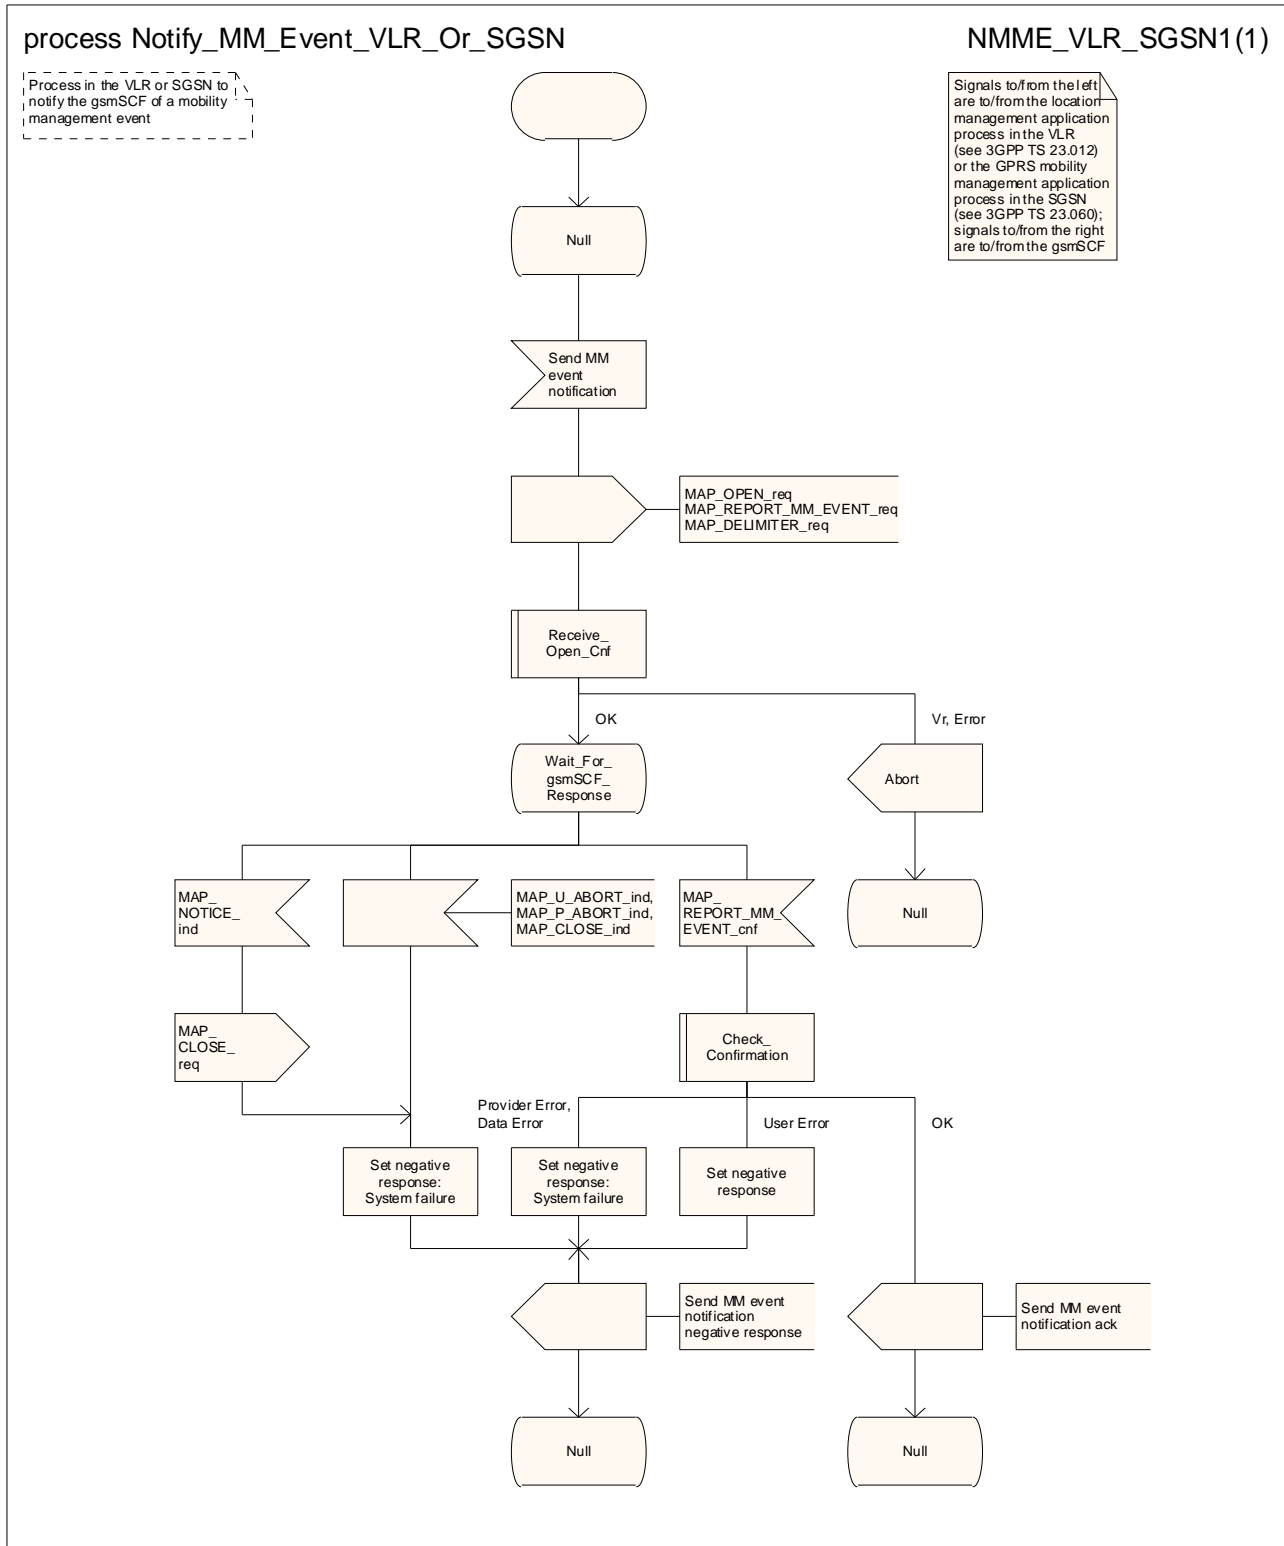 process Notify_MM_Event_VLR_Or_SGSN
NMME_VLR_SGSN1(1)
Process in the VLR or SGSN to
notify the gsmSCF of a mobility
management event
Signals to/from the left
are to/from the location
management application
process in the VLR
(see 3GPP TS 23.012)
or the GPRS mobility
management application
process in the SGSN
(see 3GPP TS 23.060);
signals to/from the right
are to/from the gsmSCF
Null
Send MM
event
notification
MAP_OPEN_req
MAP_REPORT_MM_EVENT_req
MAP_DELIMITER_req
Receive_
Open_Cnf
OK
Vr, Error
Wait_For_
gsmSCF_
Response
Abort
MAP_
NOTICE_
ind
MAP_U_ABORT_ind,
MAP_P_ABORT_ind,
MAP_CLOSE_ind
MAP_
REPORT_MM_
EVENT_cnf
Null
MAP_
CLOSE_
req
Check_
Confirmation
Provider Error,
Data Error
User Error
OK
Set negative
response:
System failure
Set negative
response:
System failure
Set negative
response
Send MM event
notification
negative response
Send MM event
notification ack
Null
Null